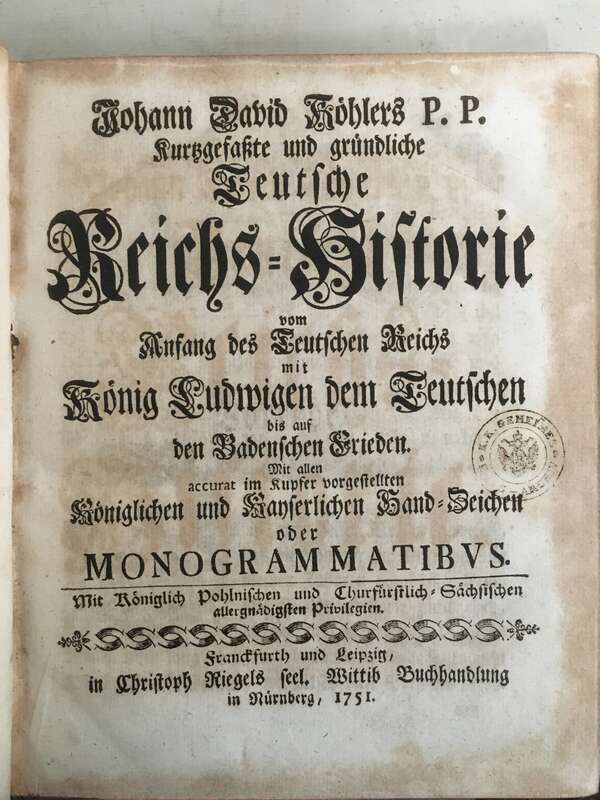 Johann David Köhlers P. P.
Kurtzgefaßte und gründliche
Teutsche
Reichs-Historie
vom
Anfang des Teutschen Reichs
mit
König Ludwigen dem Teutschen
bis auf
den Badenschen Frieden.
Mit allen
accurat im Kupfer vorgestellten
Königlichen und Kayserlichen Hand-Zeichen
oder
MONOGRAMMATIBVS.
Mit Königlich Pohlnischen und Churfürstlich-Sächsischen
allergnädigsten Privilegien.
Franckfurth und Leipzig,
in Christoph Riegels seel. Wittib Buchhandlung
in Nürnberg, 1751.
K.K. GEHEIMES